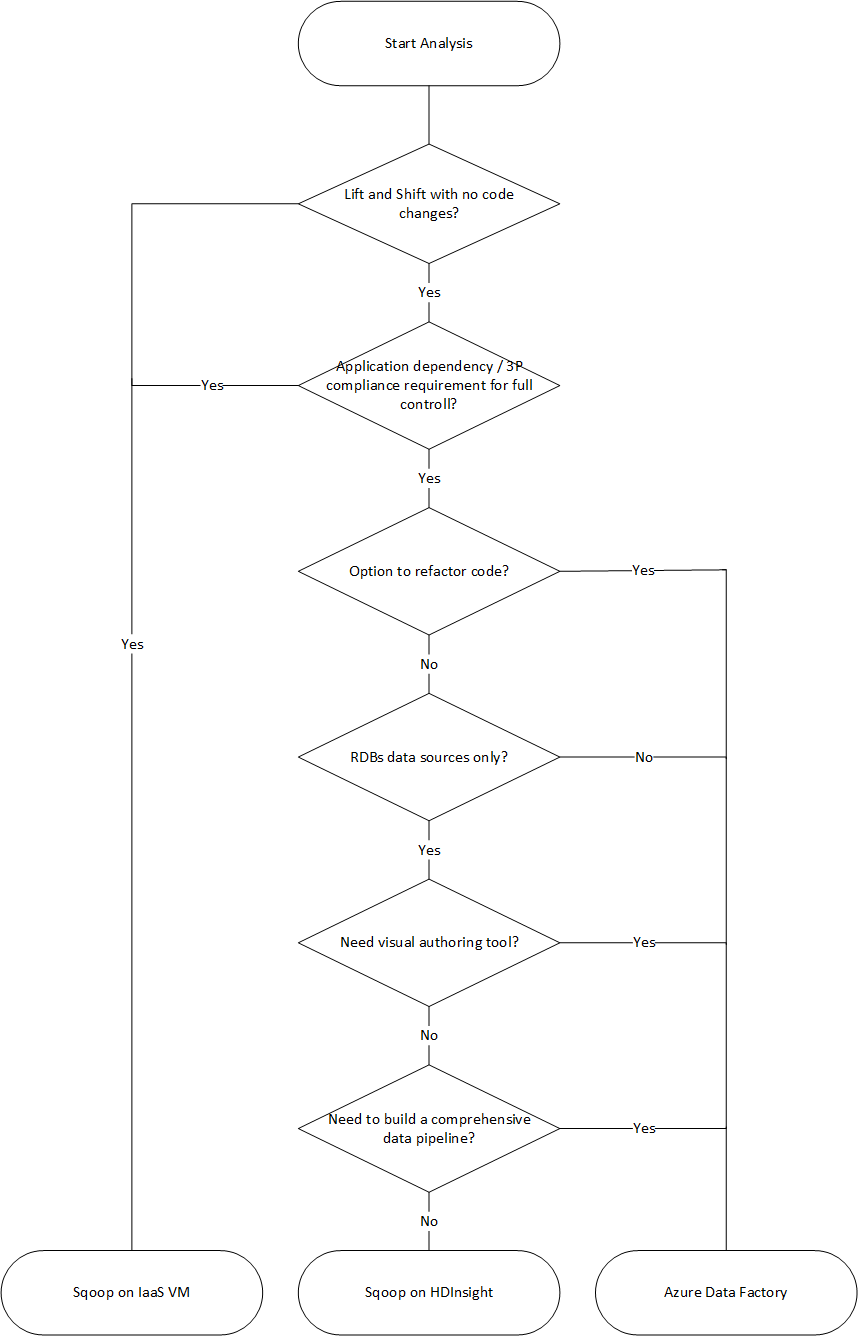 Start Analysis
Lift and Shift with no code
changes?
Yes
Application dependency / 3P
compliance requirement for full
controll?
Yes
Yes
Option to refactor code?
Yes
Yes
No
RDBs data sources only?
No
Yes
Need visual authoring tool?
Yes
No
Need to build a comprehensive
data pipeline?
Yes
No
Sqoop on IaaS VM
Sqoop on HDInsight
Azure Data Factory